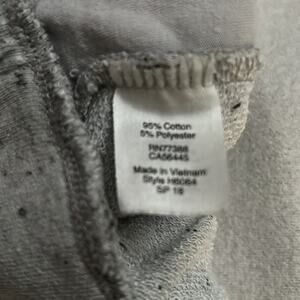 95% Cotton
5% Polyester
RN77388
CA56445
Made in Vietnam
Style H6064
SP 18